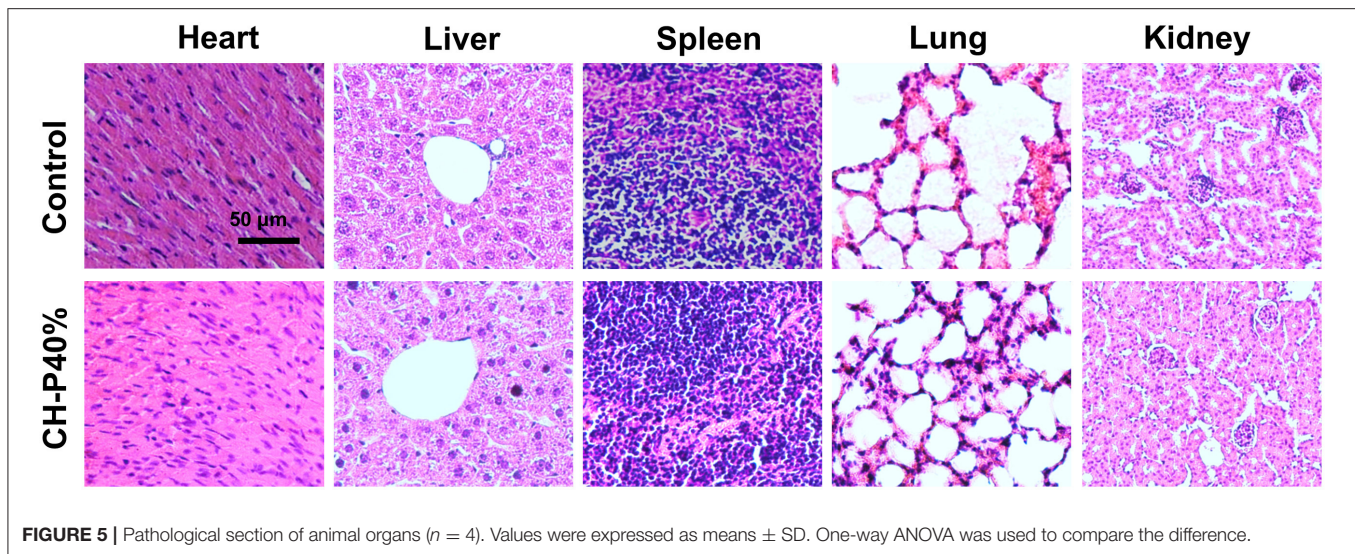 Heart Liver Spleen Lung Kidney
Control
50 μm
CH-P40%
FIGURE 5 | Pathological section of animal organs (n = 4). Values were expressed as means ± SD. One-way ANOVA was used to compare the difference.